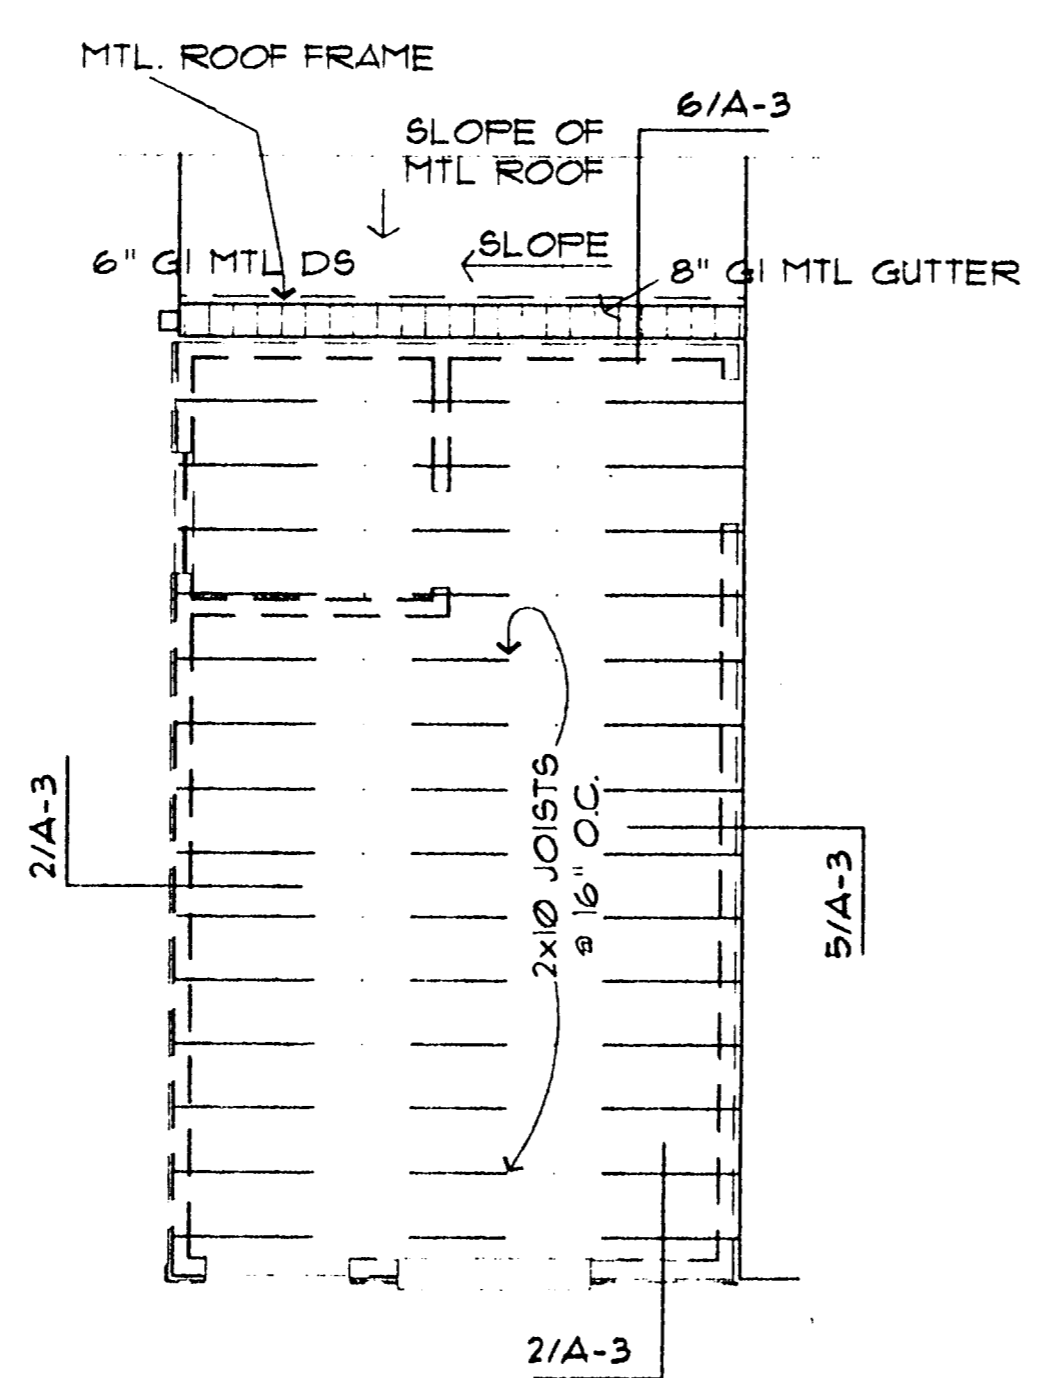 MTL. ROOF FRAME
6/A-3
SLOPE OF
MTL ROOF
SLOPE
6" GI MTL DS
8" GI MTL GUTTER
2x10 JOISTS
@ 16" O.C.
2/A-3
5/A-3
2/A-3